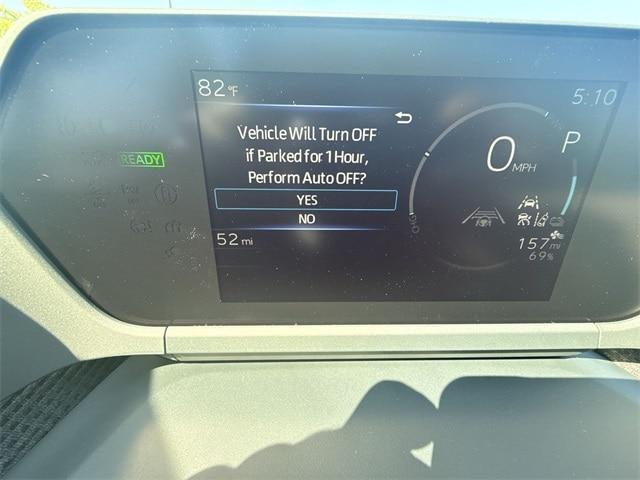 82°F
5:10
Vehicle Will Turn OFF
if Parked for 1 Hour,
Perform Auto OFF?
YES
NO
READY
0 MPH
P
52 mi
157 mi
69%